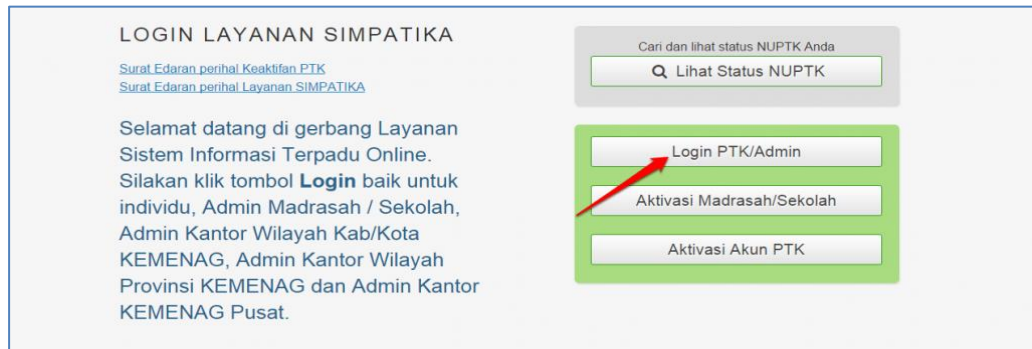 LOGIN LAYANAN SIMPATIKA
Surat Edaran perihal Keaktifan PTK
Surat Edaran perihal Layanan SIMPATIKA
Selamat datang di gerbang Layanan
Sistem Informasi Terpadu Online.
Silakan klik tombol Login baik untuk
individu, Admin Madrasah / Sekolah,
Admin Kantor Wilayah Kab/Kota
KEMENAG, Admin Kantor Wilayah
Provinsi KEMENAG dan Admin Kantor
KEMENAG Pusat.
Cari dan lihat status NUPTK Anda
Lihat Status NUPTK
Login PTK/Admin
Aktivasi Madrasah/Sekolah
Aktivasi Akun PTK